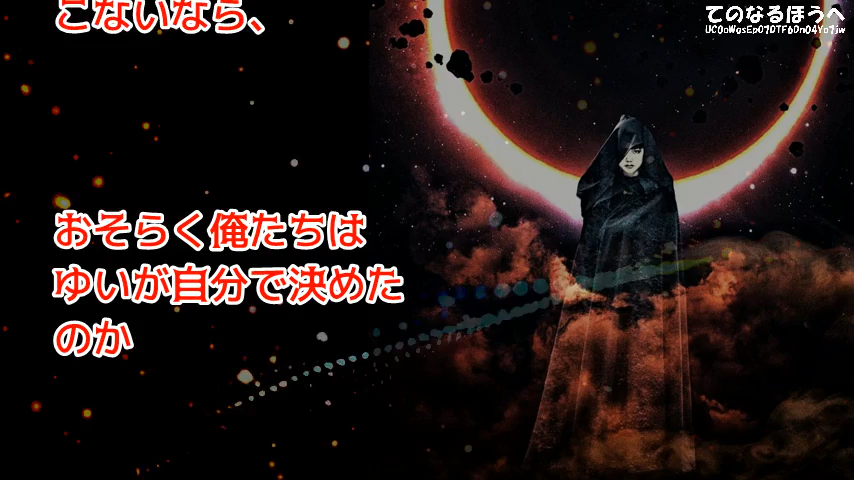 てのなるほうへ
こないなら、
おそらく俺たちは
ゆいが自分で決めた
のか